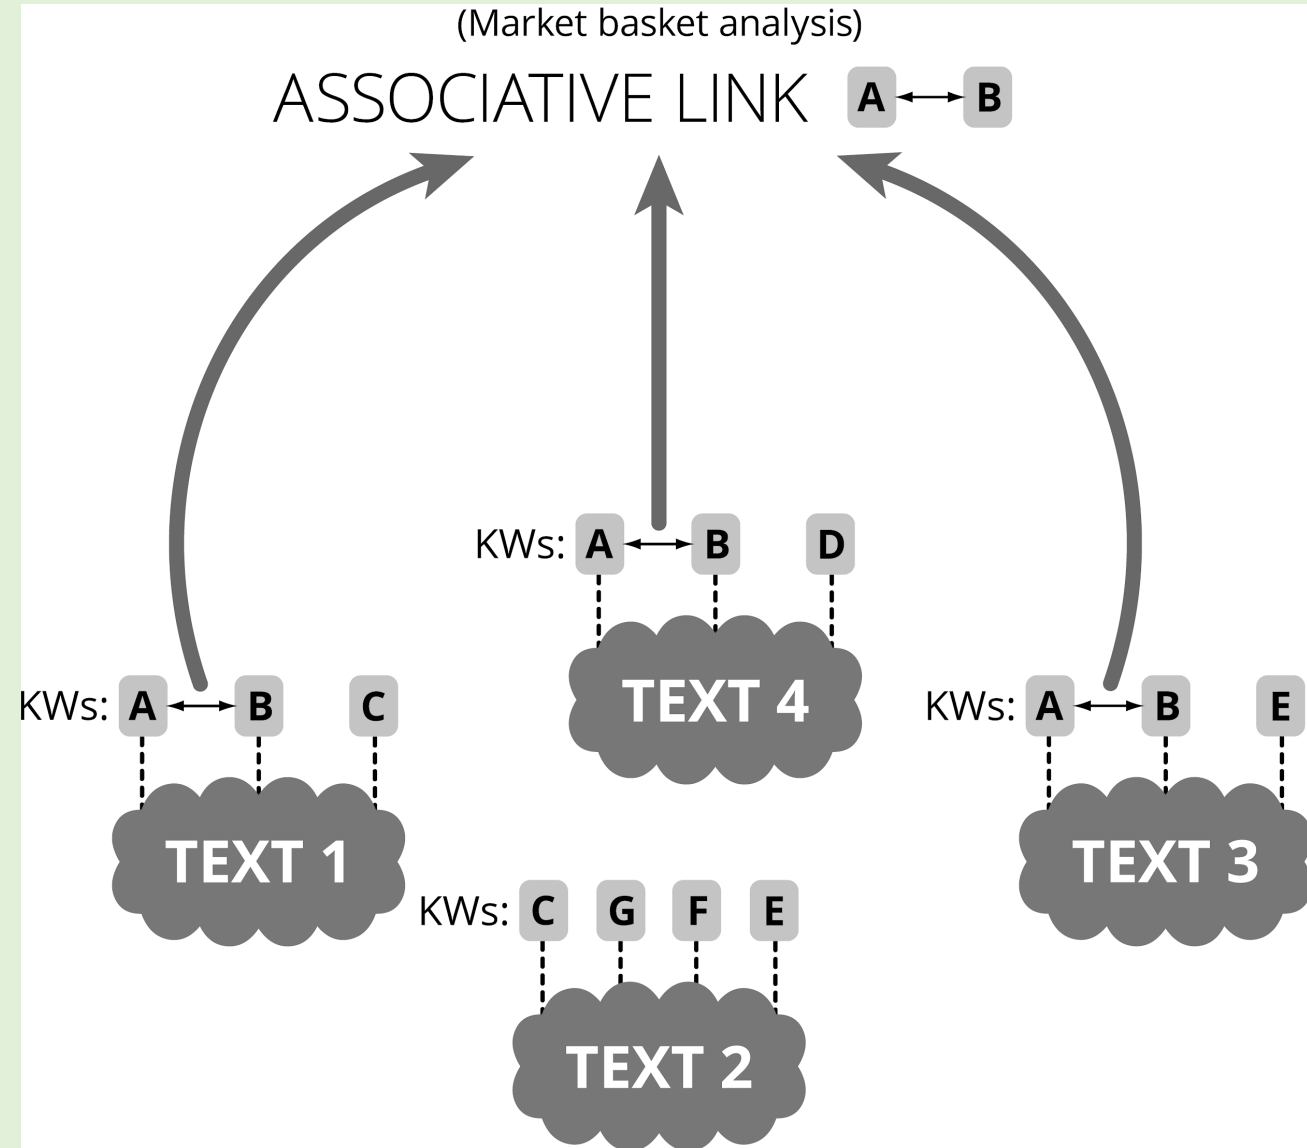 (Market basket analysis)
ASSOCIATIVE LINK A B
KWs: A B D
TEXT 4
KWs: A B C
TEXT 1
KWs: A B E
TEXT 3
KWs: C G F E
TEXT 2